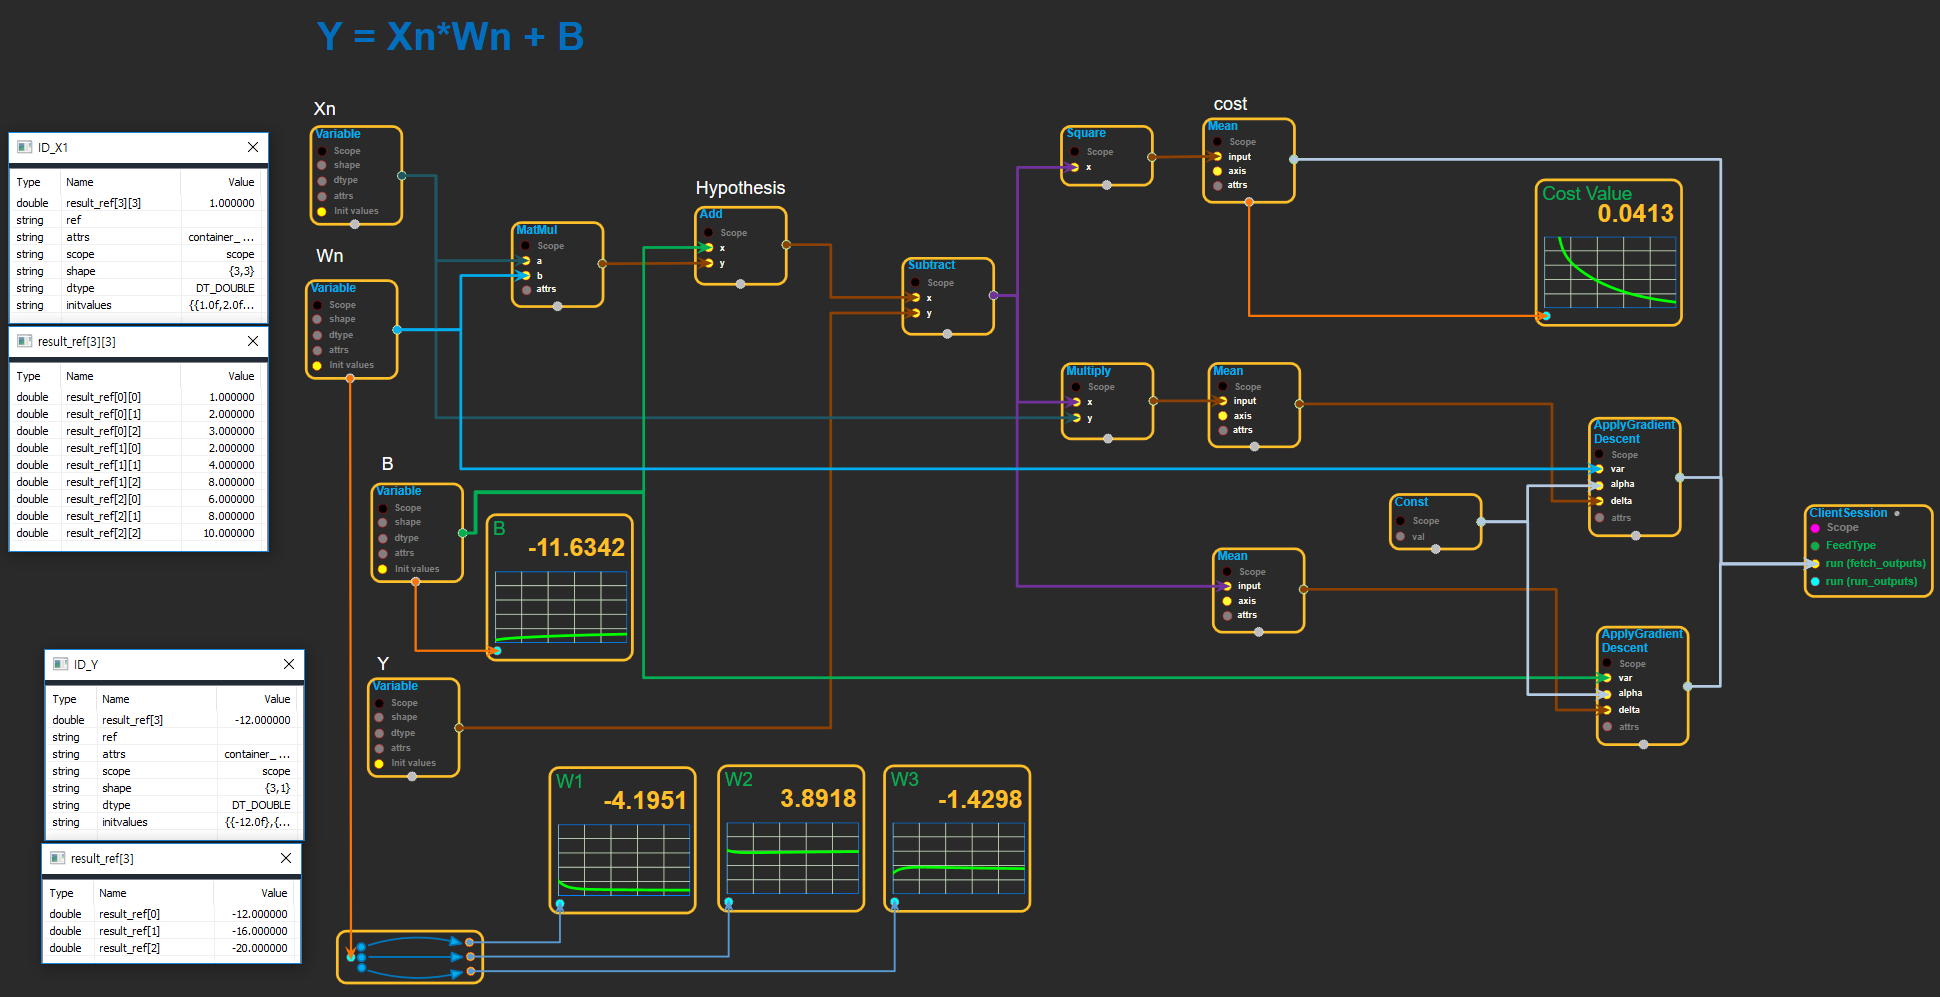 Y = Xn*Wn + B
Xn
Variable
Scope
shape
dtype
attrs
Init values
Wn
Variable
Scope
shape
dtype
attrs
Init values
MatMul
Scope
a
b
attrs
Hypothesis
Add
Scope
x
y
Subtract
Scope
x
y
Square
Scope
x
cost
Mean
Scope
input
axis
attrs
Cost Value
0.0413
Multiply
Scope
x
y
Mean
Scope
input
axis
attrs
ApplyGradient
Descent
Scope
var
alpha
delta
attrs
Const
Scope
val
Mean
Scope
input
axis
attrs
ApplyGradient
Descent
Scope
var
alpha
delta
attrs
ClientSession
Scope
FeedType
run (fetch_outputs)
run (run_outputs)
B
Variable
Scope
shape
dtype
attrs
Init values
B
-11.6342
Y
Variable
Scope
shape
dtype
attrs
Init values
W1
-4.1951
W2
3.8918
W3
-1.4298
ID_X1
Type Name Value
double result_ref[3][3] 1.000000
string ref
string attrs container_ ...
string scope scope
string shape {3,3}
string dtype DT_DOUBLE
string initvalues {{1.0f,2.0f...
result_ref[3][3]
Type Name Value
double result_ref[0][0] 1.000000
double result_ref[0][1] 2.000000
double result_ref[0][2] 3.000000
double result_ref[1][0] 2.000000
double result_ref[1][1] 4.000000
double result_ref[1][2] 8.000000
double result_ref[2][0] 6.000000
double result_ref[2][1] 8.000000
double result_ref[2][2] 10.000000
ID_Y
Type Name Value
double result_ref[3] -12.000000
string ref
string attrs container_ ...
string scope scope
string shape {3,1}
string dtype DT_DOUBLE
string initvalues {{-12.0f},{...
result_ref[3]
Type Name Value
double result_ref[0] -12.000000
double result_ref[1] -16.000000
double result_ref[2] -20.000000